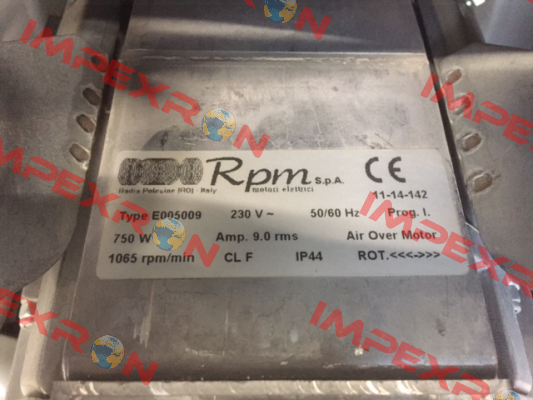 Rpm S.p.A. CE
Badia Polesine (RO) - Italy motori elettrici 11-14-142
Type E005009 230 V ~ 50/60 Hz Prog. I.
750 W Amp. 9.0 rms Air Over Motor
1065 rpm/min CL F IP44 ROT.<<<->>>
IMPEXRON
IMPEXRON
IMPEXRON
IMPEXRON
IMPEXRON